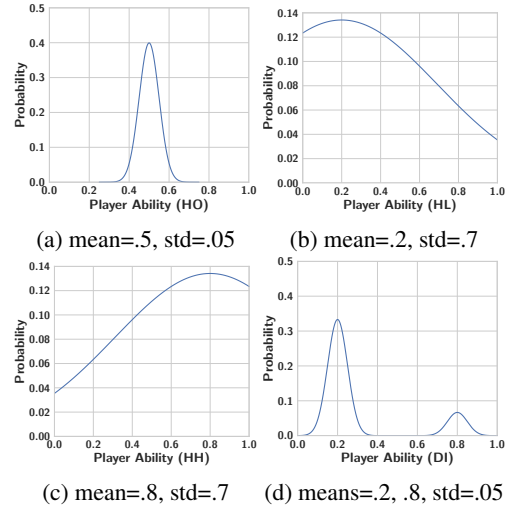 0.5
0.4
0.3
0.2
0.1
0.0
0.0 0.2 0.4 0.6 0.8 1.0
Probability
Player Ability (HO)
(a) mean=.5, std=.05
0.14
0.12
0.10
0.08
0.06
0.04
0.02
0.00
0.0 0.2 0.4 0.6 0.8 1.0
Probability
Player Ability (HL)
(b) mean=.2, std=.7
0.14
0.12
0.10
0.08
0.06
0.04
0.02
0.00
0.0 0.2 0.4 0.6 0.8 1.0
Probability
Player Ability (HH)
(c) mean=.8, std=.7
0.5
0.4
0.3
0.2
0.1
0.0
0.0 0.2 0.4 0.6 0.8 1.0
Probability
Player Ability (DI)
(d) means=.2, .8, std=.05